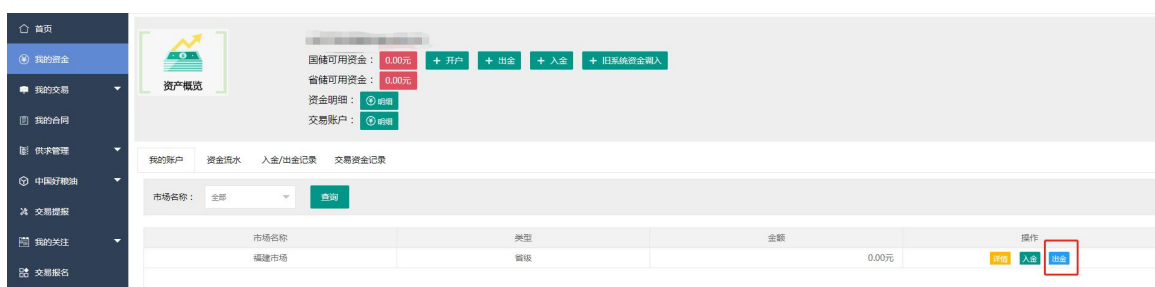 首页
我的资金
我的交易
我的合同
供求管理
中国好粮油
交易提报
我的关注
交易报名
资产概览
国储可用资金： 0.00元 + 开户 + 出金 + 入金 + 旧系统资金调入
省储可用资金： 0.00元
资金明细： 明细
交易账户： 明细
我的账户 资金流水 入金/出金记录 交易资金记录
市场名称： 全部 查询
市场名称 类型 金额 操作
福建市场 省级 0.00元 详情 入金 出金